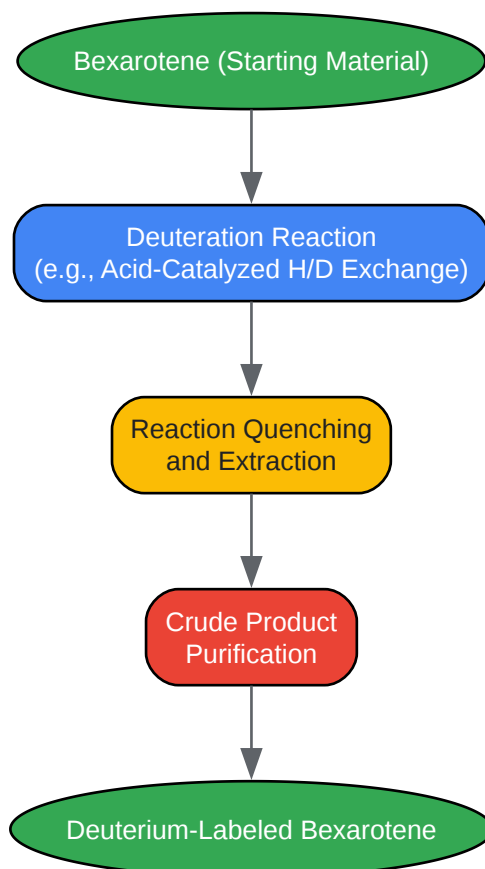 Bexarotene (Starting Material)
Deuteration Reaction
(e.g., Acid-Catalyzed H/D Exchange)
Reaction Quenching
and Extraction
Crude Product
Purification
Deuterium-Labeled Bexarotene